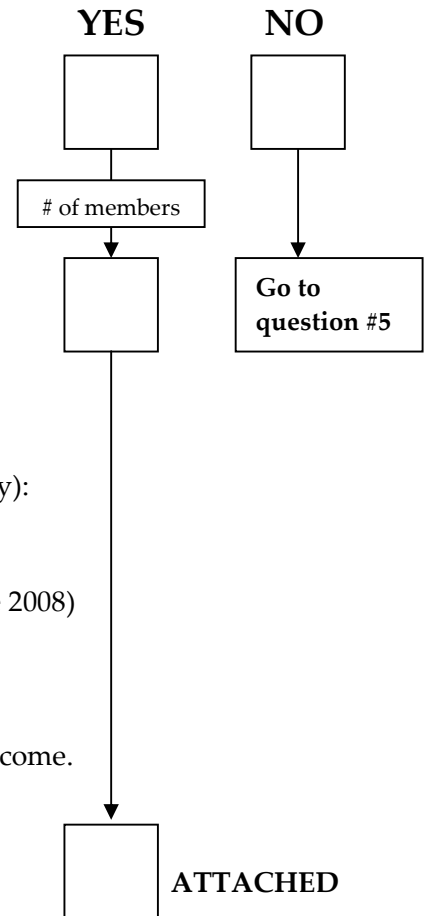 YES NO
# of members
Go to
question #5
y):
2008)
come.
ATTACHED